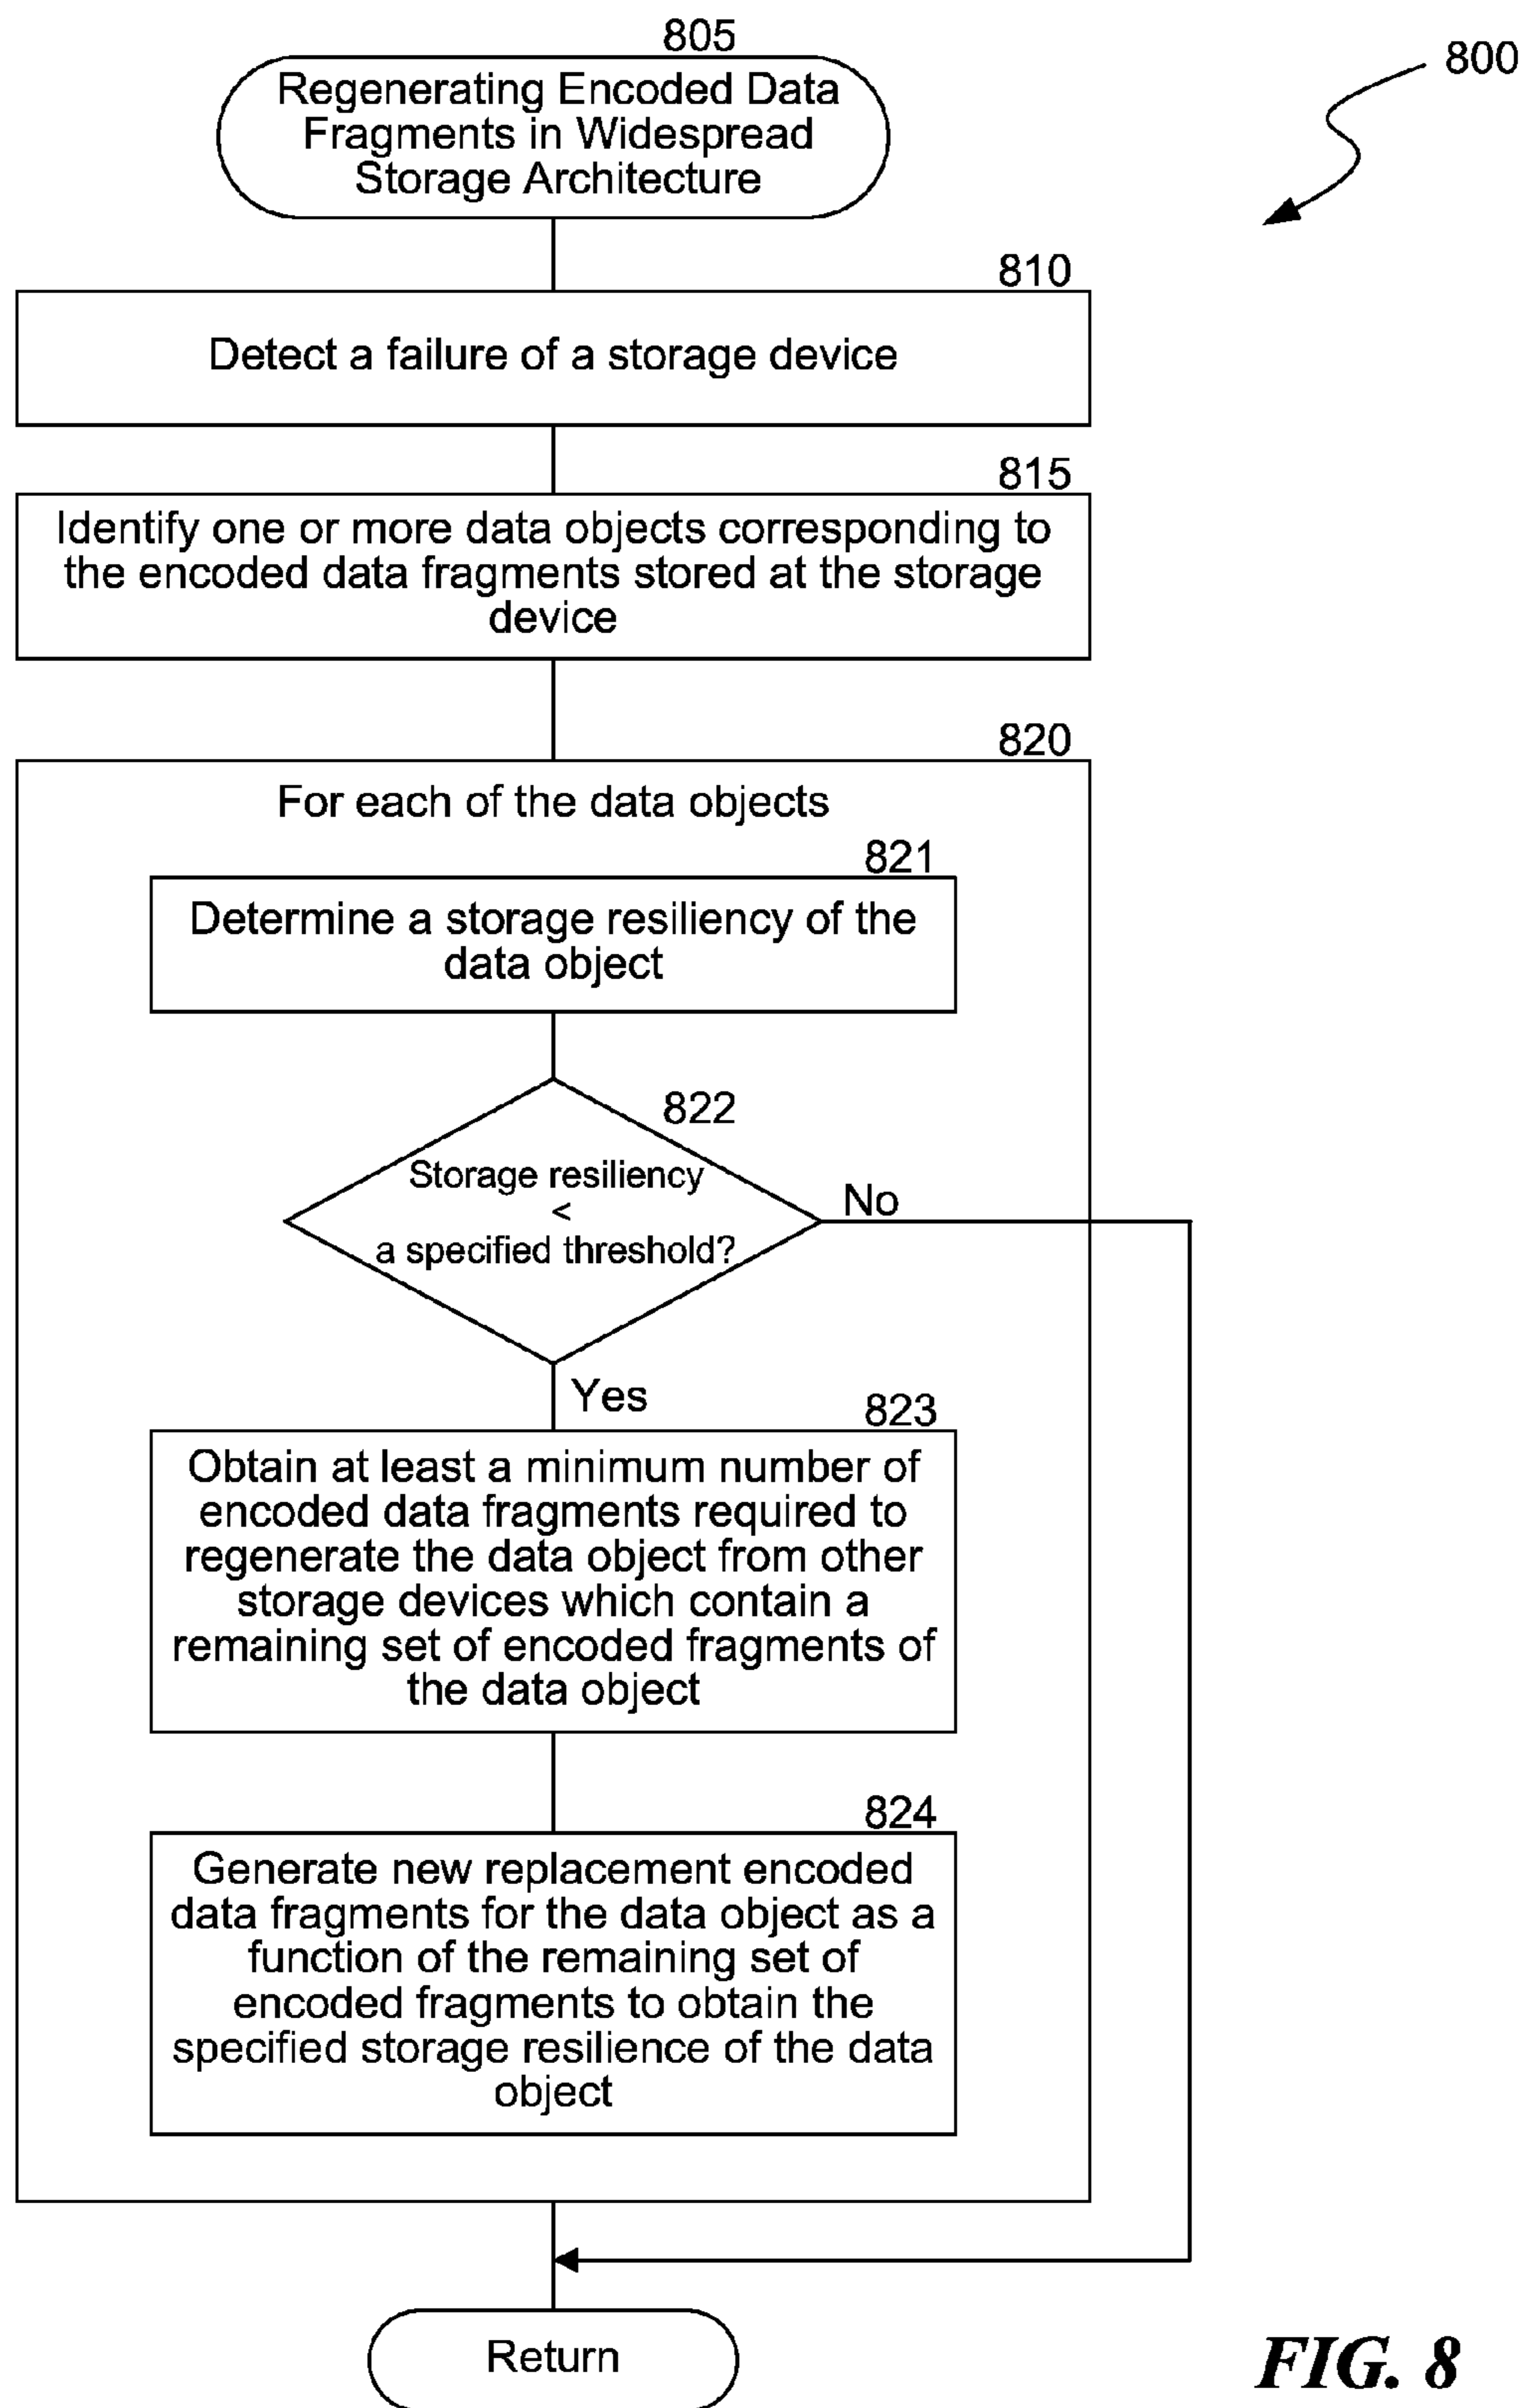 805
800
Regenerating Encoded Data
Fragments in Widespread
Storage Architecture
810
Detect a failure of a storage device
815
Identify one or more data objects corresponding to
the encoded data fragments stored at the storage
device
820
For each of the data objects
821
Determine a storage resiliency of the
data object
822
Storage resiliency
<
a specified threshold?
No
Yes
823
Obtain at least a minimum number of
encoded data fragments required to
regenerate the data object from other
storage devices which contain a
remaining set of encoded fragments of
the data object
824
Generate new replacement encoded
data fragments for the data object as a
function of the remaining set of
encoded fragments to obtain the
specified storage resilience of the data
object
Return
FIG. 8